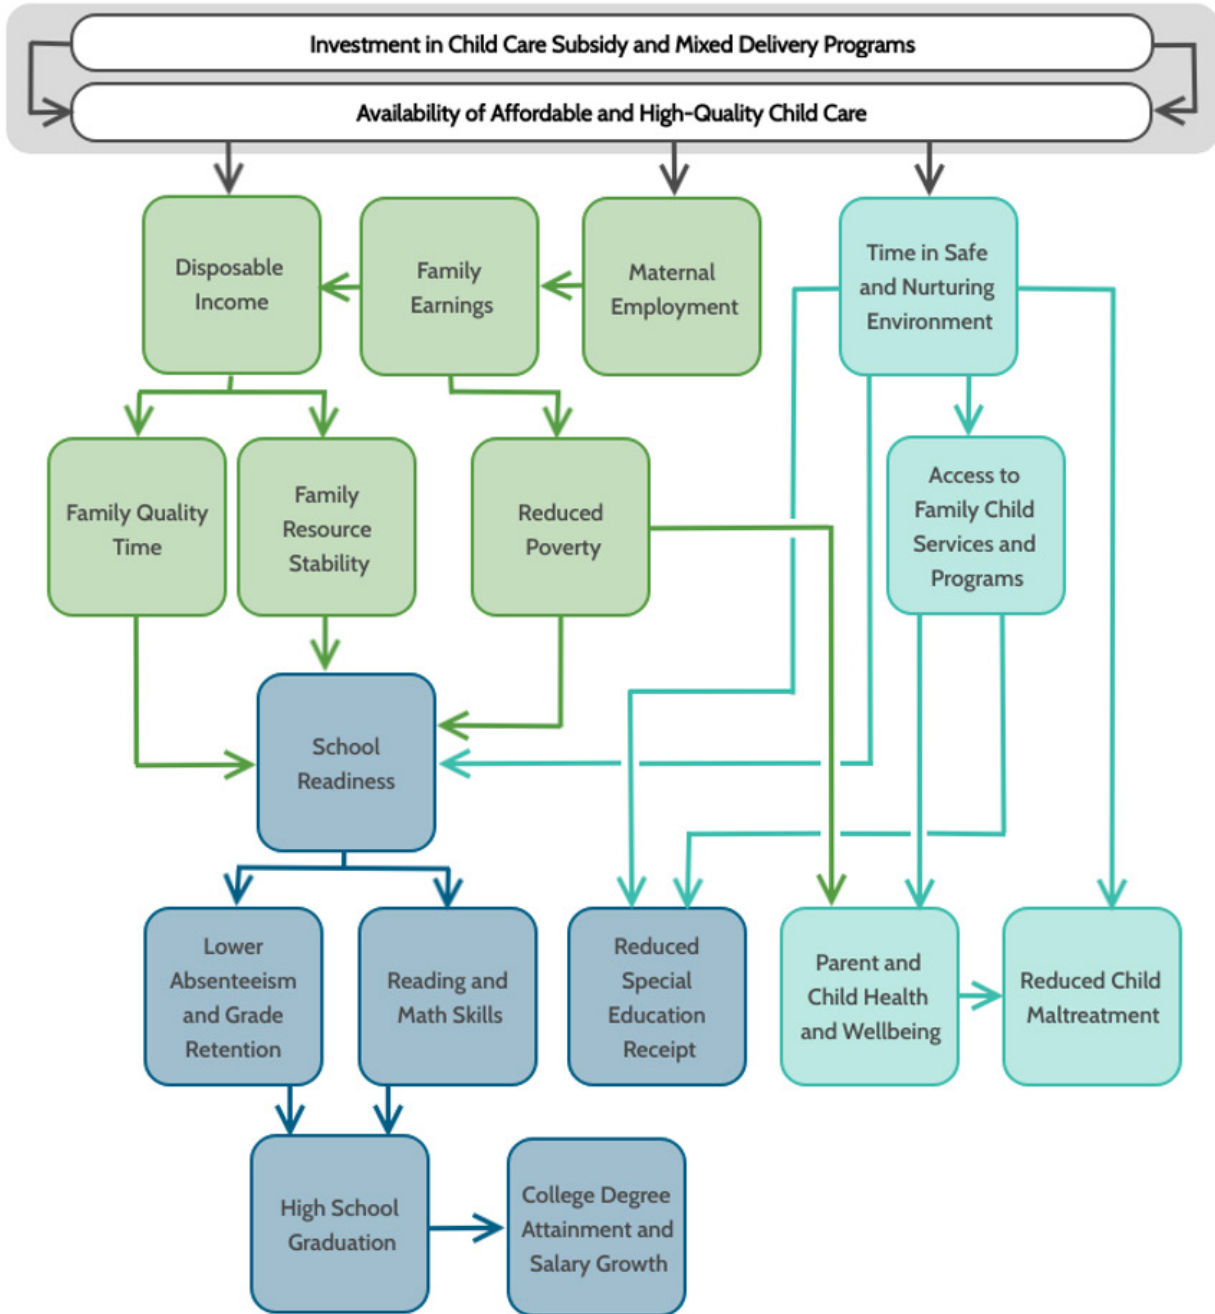 Investment in Child Care Subsidy and Mixed Delivery Programs
Availability of Affordable and High-Quality Child Care
Disposable
Income
Family
Earnings
Maternal
Employment
Time in Safe
and Nurturing
Environment
Family Quality
Time
Family
Resource
Stability
Reduced
Poverty
Access to
Family Child
Services and
Programs
School
Readiness
Lower
Absenteeism
and Grade
Retention
Reading and
Math Skills
Reduced
Special
Education
Receipt
Parent and
Child Health
and Wellbeing
Reduced Child
Maltreatment
High School
Graduation
College Degree
Attainment and
Salary Growth